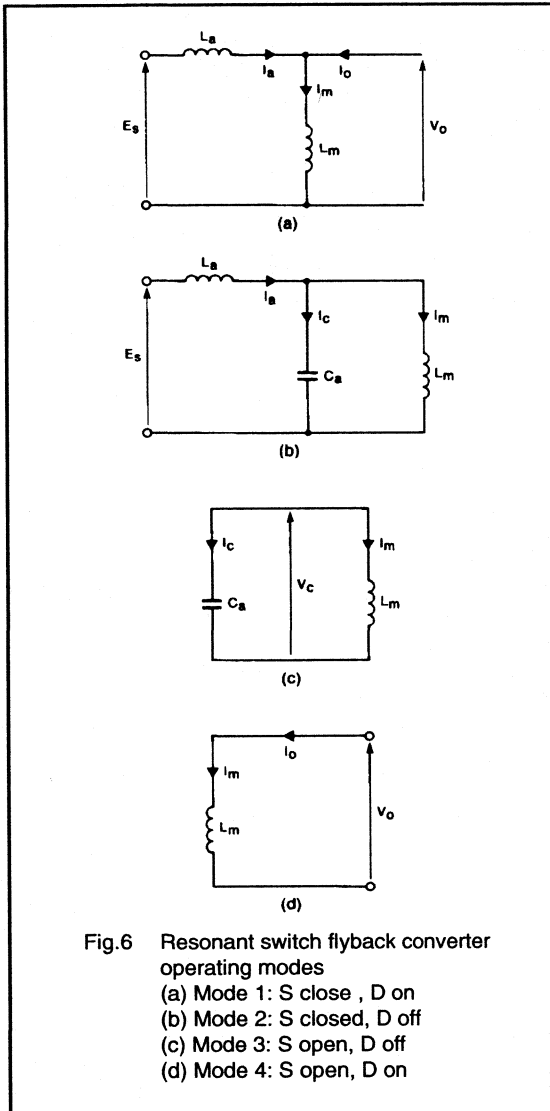 La
Ia
Io
Im
Es
Lm
Vo
(a)
La
Ia
Ic
Im
Es
Ca
Lm
(b)
Ic
Im
Vc
Ca
Lm
(c)
Io
Im
Lm
Vo
(d)
Fig.6 Resonant switch flyback converter
operating modes
(a) Mode 1: S close , D on
(b) Mode 2: S closed, D off
(c) Mode 3: S open, D off
(d) Mode 4: S open, D on